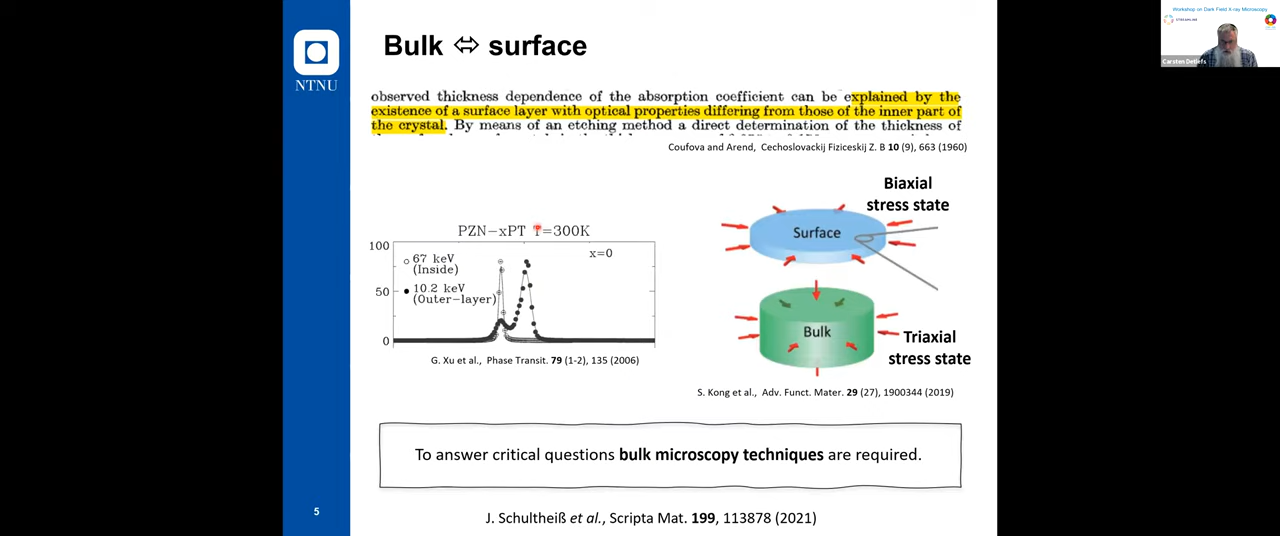 Bulk ⇔ surface
NTNU
observed thickness dependence of the absorption coefficient can be explained by the
existence of a surface layer with optical properties differing from those of the inner part of
the crystal. By means of an etching method a direct determination of the thickness of
Coufova and Arend, Cechoslovackij Fiziceskij Z. B 10 (9), 663 (1960)
PZN-xPT T=300K
100
50
0
x=0
67 keV
(Inside)
10.2 keV
(Outer-layer)
G. Xu et al., Phase Transit. 79 (1-2), 135 (2006)
Biaxial
stress state
Surface
Bulk
Triaxial
stress state
S. Kong et al., Adv. Funct. Mater. 29 (27), 1900344 (2019)
To answer critical questions bulk microscopy techniques are required.
5
J. Schultheiß et al., Scripta Mat. 199, 113878 (2021)
Workshop on Dark Field X-ray Microscopy
Carsten Detlefs